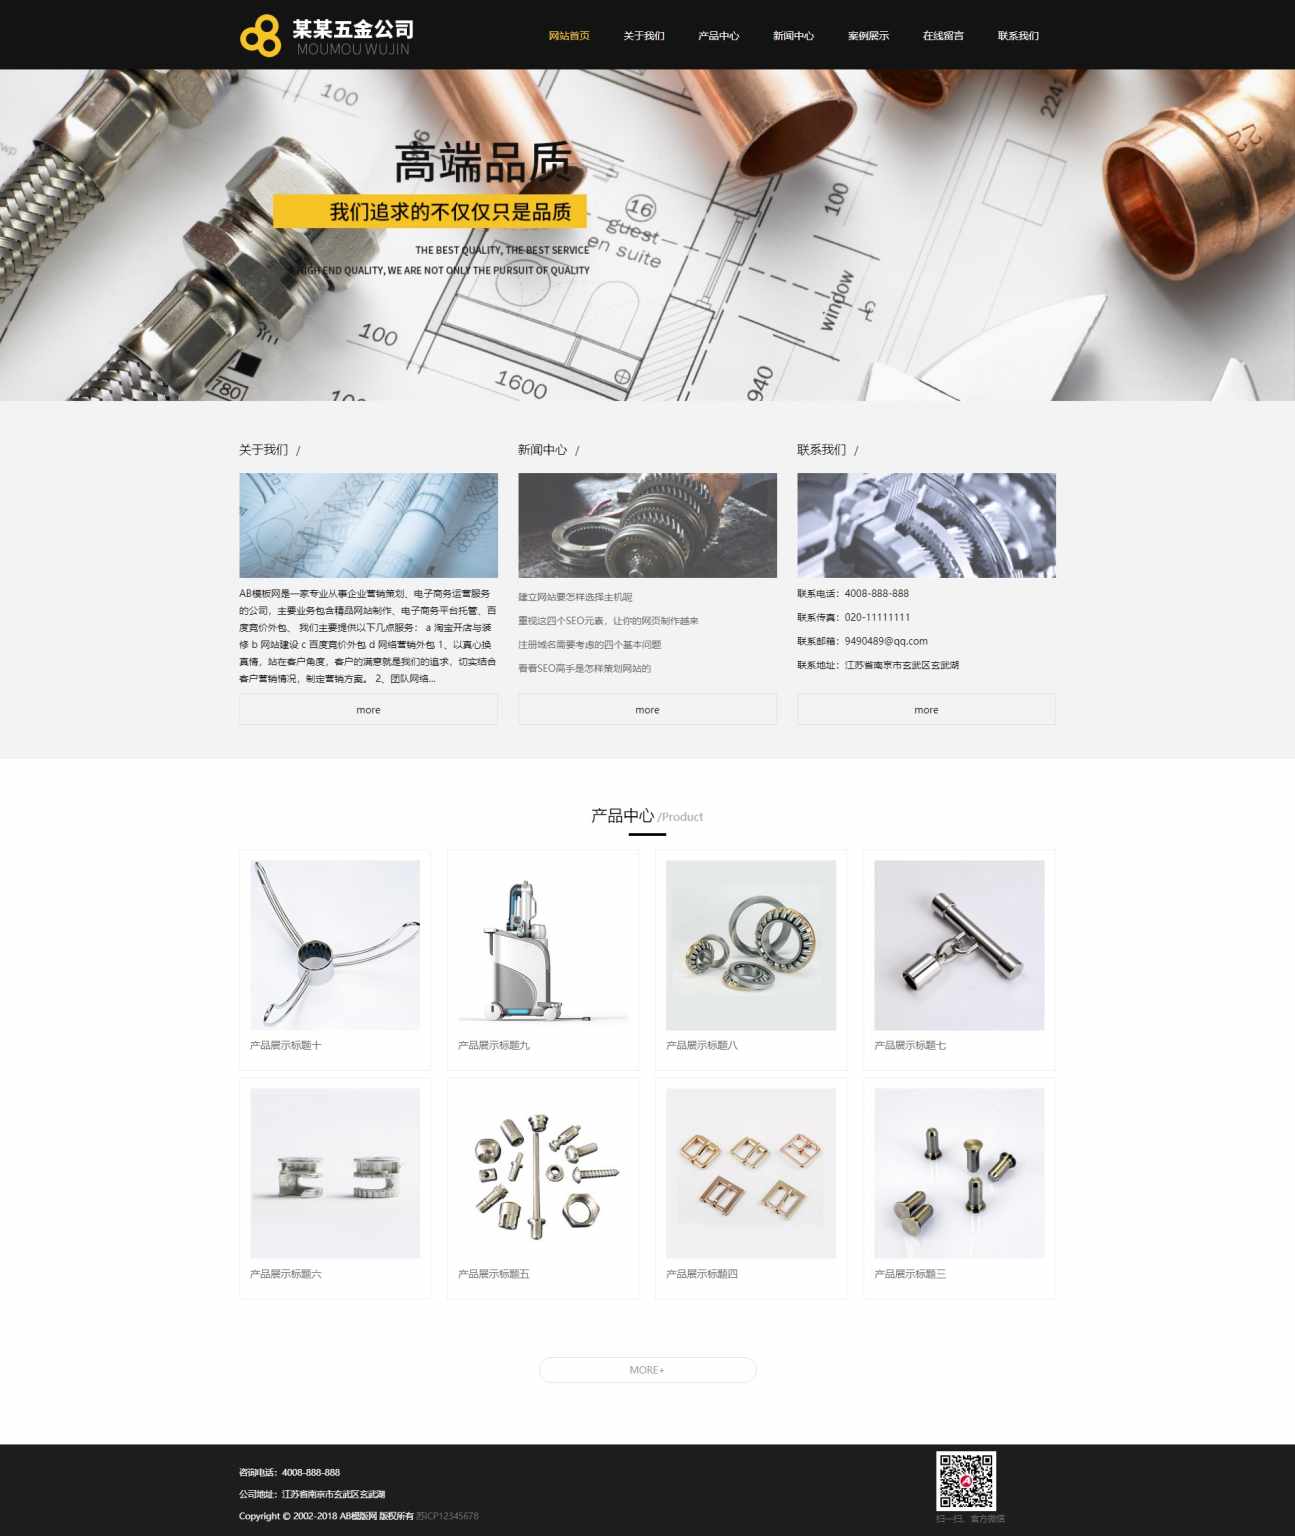 某某五金公司
MOUMOU WUJIN
网站首页 关于我们 产品中心 新闻中心 案例展示 在线留言 联系我们
100
2241
高端品质
我们追求的不仅仅只是品质
16
guest
en suite
100
THE BEST QUALITY, THE BEST SERVICE
HIGH END QUALITY, WE ARE NOT ONLY THE PURSUIT OF QUALITY
window
100
780
1600
940
关于我们 /
新闻中心 /
联系我们 /
AB模板网是一家专业从事企业营销策划、电子商务运营服务
的公司，主要业务包含精品网站制作、电子商务平台托管、百
度竞价外包、 我们主要提供以下几点服务： a 淘宝开店与装
修 b 网站建设 c 百度竞价外包 d 网络营销外包 1、以真心换
真情，站在客户角度，客户的满意就是我们的追求，切实结合
客户营销情况，制定营销方案。 2、团队网络...
more
建立网站要怎样选择主机呢
重视这四个SEO元素，让你的网页制作越来
注册域名需要考虑的四个基本问题
看看SEO高手是怎样策划网站的
more
联系电话：4008-888-888
联系传真：020-11111111
联系邮箱：9490489@qq.com
联系地址：江苏省南京市玄武区玄武湖
more
产品中心 /Product
产品展示标题十
产品展示标题九
产品展示标题八
产品展示标题七
产品展示标题六
产品展示标题五
产品展示标题四
产品展示标题三
MORE+
咨询电话：4008-888-888
公司地址：江苏省南京市玄武区玄武湖
Copyright © 2002-2018 AB模版网 版权所有 苏ICP12345678
扫一扫，官方微信